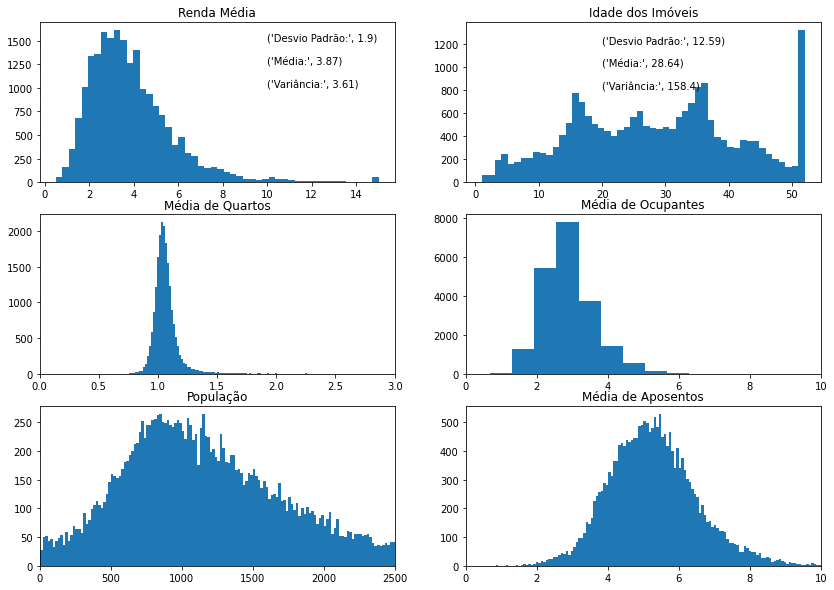 Renda Média
('Desvio Padrão:', 1.9)
('Média:', 3.87)
('Variância:', 3.61)
1500
1250
1000
750
500
250
0
0 2 4 6 8 10 12 14
Idade dos Imóveis
('Desvio Padrão:', 12.59)
('Média:', 28.64)
('Variância:', 158.4)
1200
1000
800
600
400
200
0
0 10 20 30 40 50
Média de Quartos
2000
1500
1000
500
0
0.0 0.5 1.0 1.5 2.0 2.5 3.0
Média de Ocupantes
8000
6000
4000
2000
0
0 2 4 6 8 10
População
250
200
150
100
50
0
0 500 1000 1500 2000 2500
Média de Aposentos
500
400
300
200
100
0
0 2 4 6 8 10